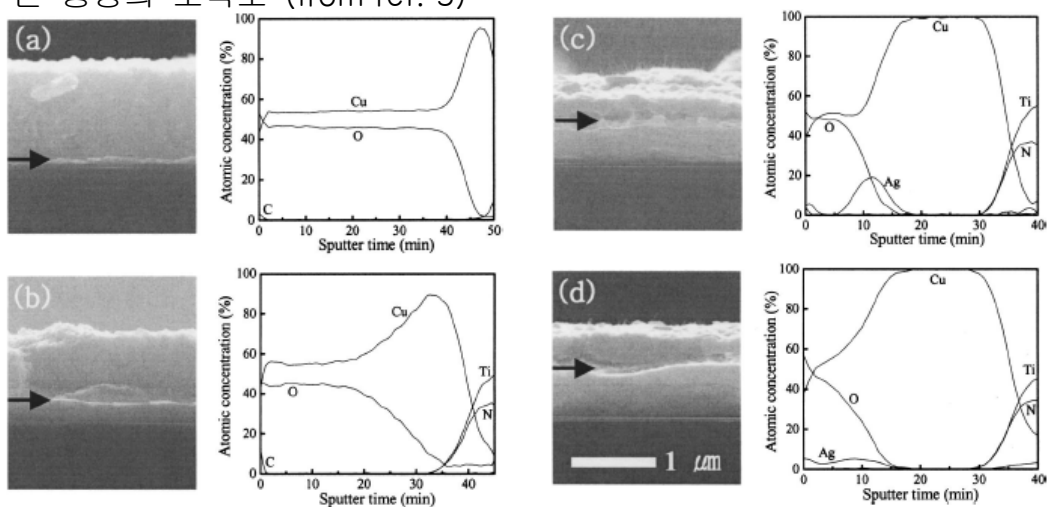 (from ref.
(a)
Atomic concentration (%)
100
80
60
40
20
0
Cu
O
C
0 10 20 30 40 50
Sputter time (min)
(c)
Atomic concentration (%)
100
80
60
40
20
0
Cu
O
Ag
Ti
N
0 10 20 30 40
Sputter time (min)
(b)
Atomic concentration (%)
100
80
60
40
20
0
Cu
O
C
Ti
N
0 10 20 30 40
Sputter time (min)
(d)
1 μm
Atomic concentration (%)
100
80
60
40
20
0
Cu
O
Ag
Ti
N
0 10 20 30 40
Sputter time (min)